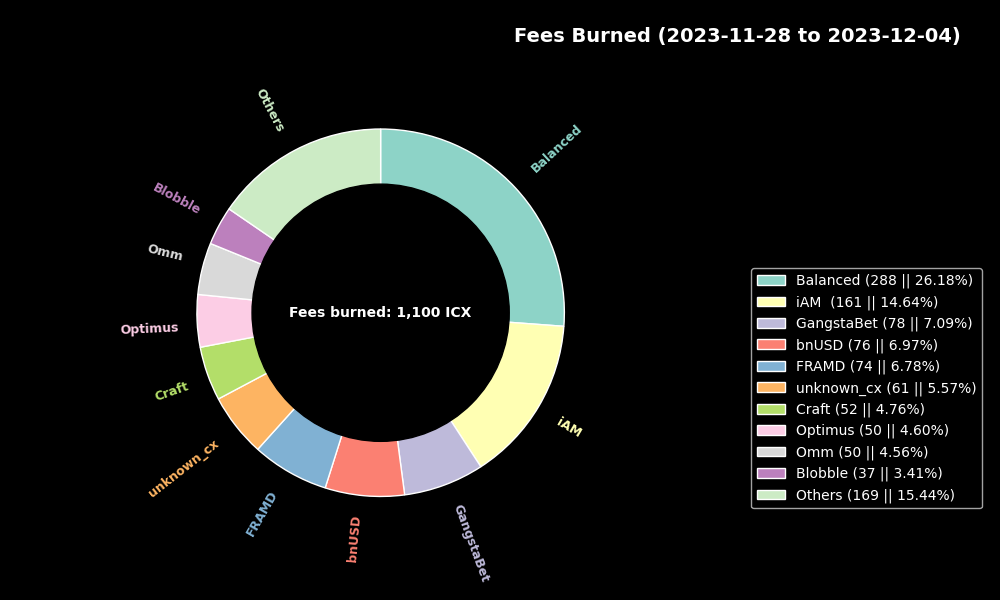 Fees Burned (2023-11-28 to 2023-12-04)
Others
Balanced
Blobble
Omm
Optimus
Craft
unknown_cx
FRAMD
bnUSD
GangstaBet
iAM
Fees burned: 1,100 ICX
Balanced (288 || 26.18%)
iAM  (161 || 14.64%)
GangstaBet (78 || 7.09%)
bnUSD (76 || 6.97%)
FRAMD (74 || 6.78%)
unknown_cx (61 || 5.57%)
Craft (52 || 4.76%)
Optimus (50 || 4.60%)
Omm (50 || 4.56%)
Blobble (37 || 3.41%)
Others (169 || 15.44%)